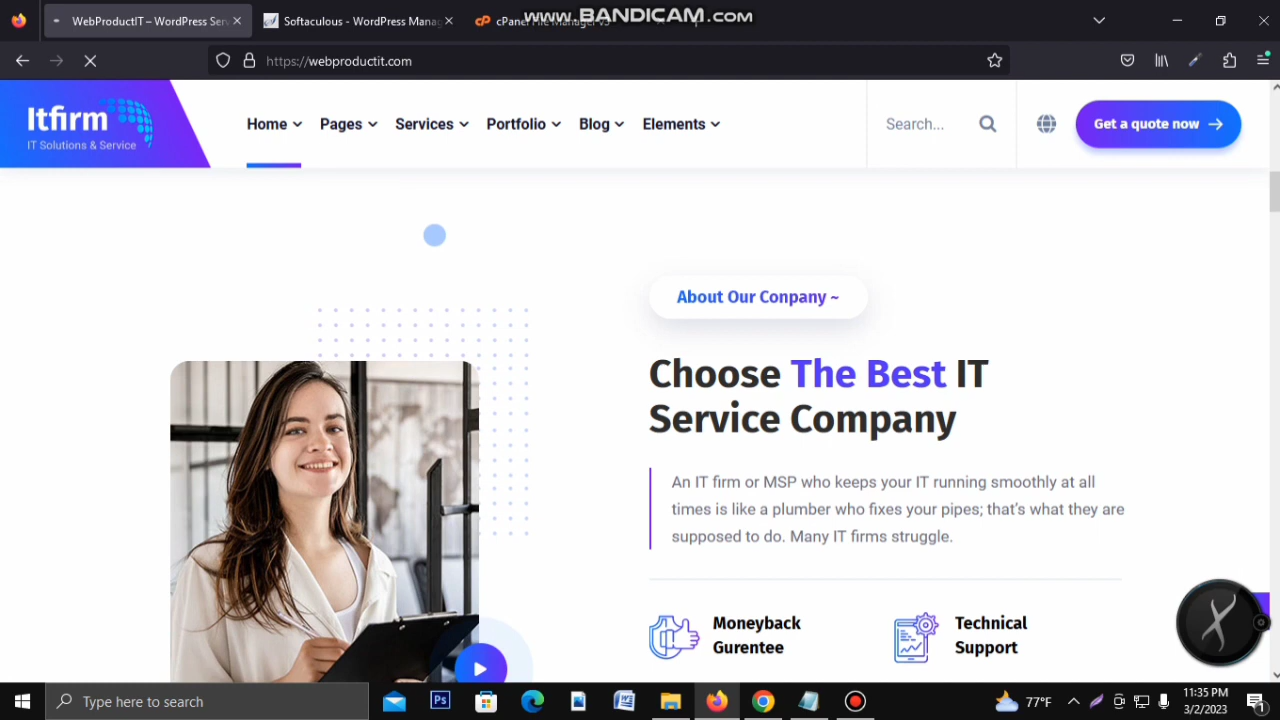 www.BANDICAM.com
WebProductIT – WordPress Serv
Softaculous - WordPress Manag
cPanel File Manager v3
https://webproductit.com
Itfirm
IT Solutions & Service
Home
Pages
Services
Portfolio
Blog
Elements
Search...
Get a quote now
About Our Conpany ~
Choose The Best IT
Service Company
An IT firm or MSP who keeps your IT running smoothly at all
times is like a plumber who fixes your pipes; that's what they are
supposed to do. Many IT firms struggle.
Moneyback
Gurentee
Technical
Support
Type here to search
Ps
77°F
11:35 PM
3/2/2023
1